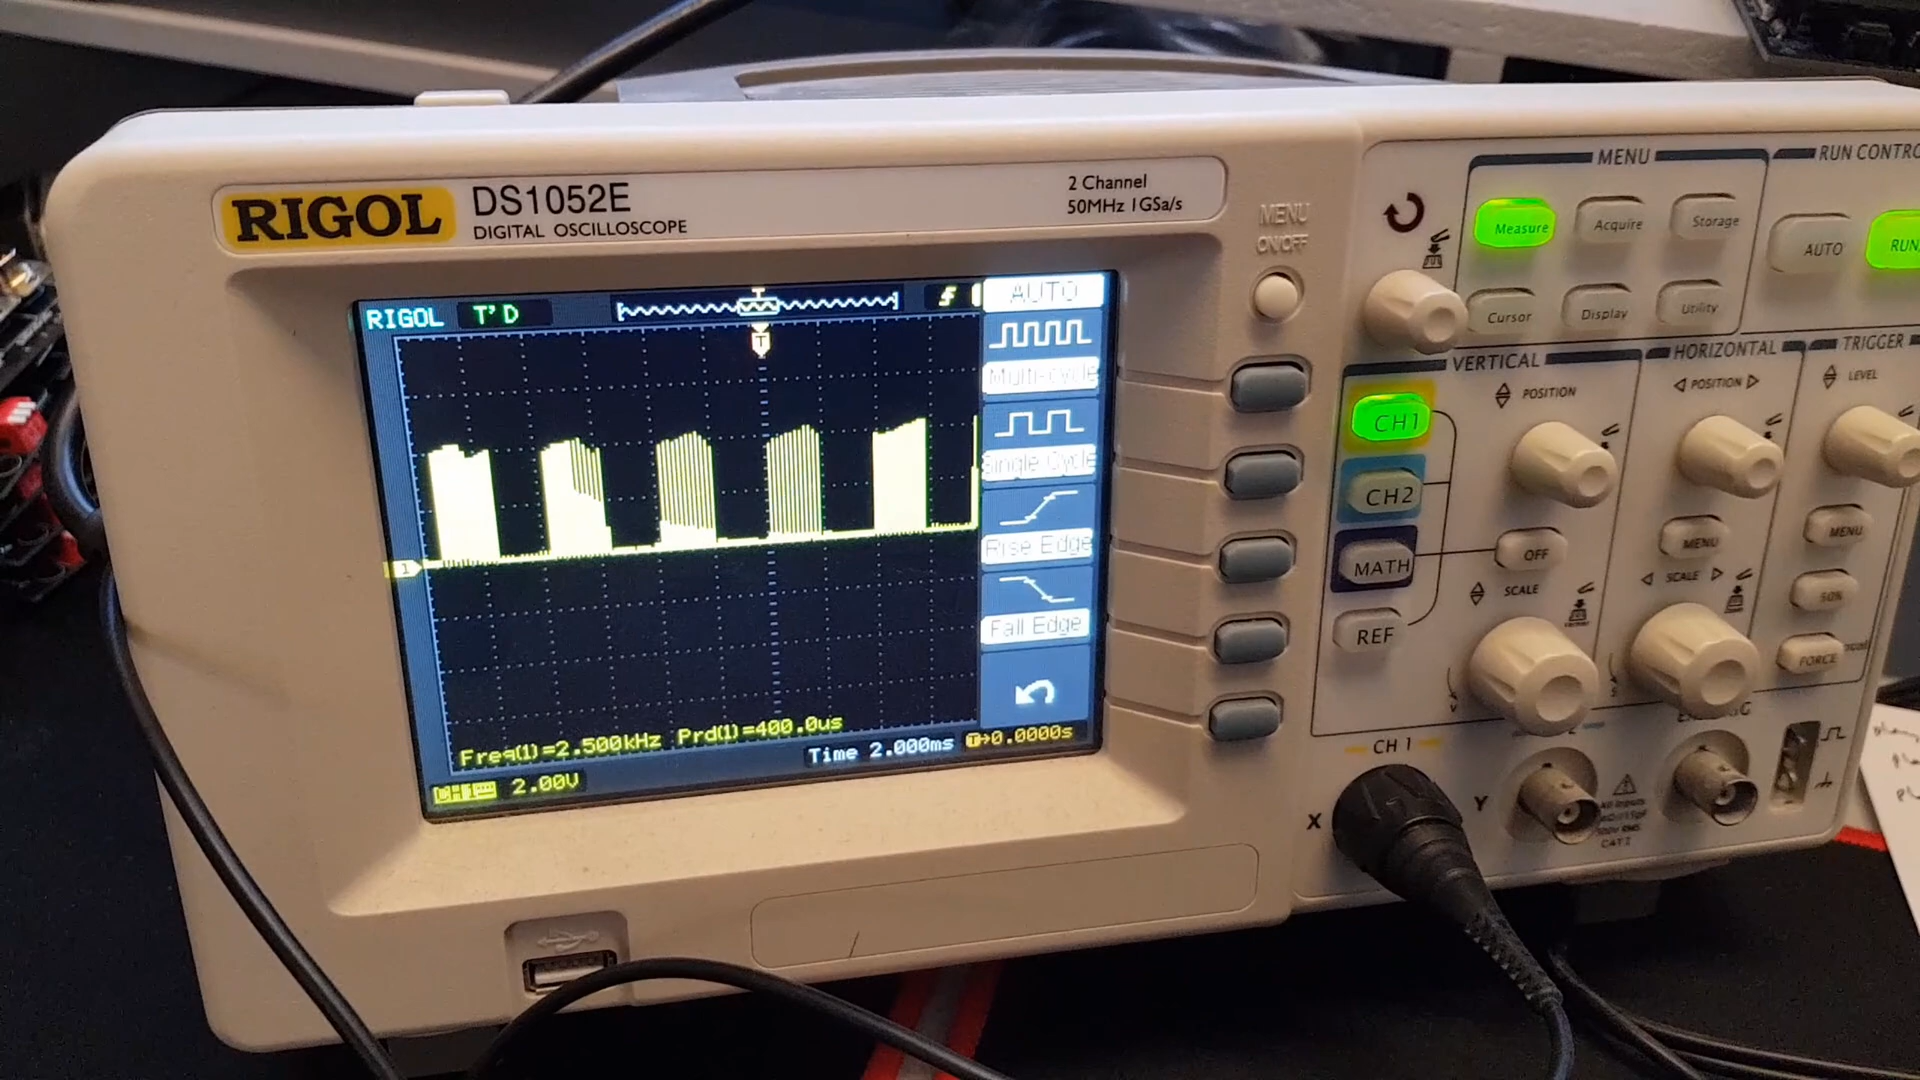 RIGOL DS1052E
DIGITAL OSCILLOSCOPE
2 Channel
50MHz 1GSa/s
MENU
ON/OFF
RIGOL T'D
T
T
AUTO
Multi-cycle
Single Cycle
Rise Edge
Fall Edge
1
Freq(1)=2.500kHz Prd(1)=400.0us
Time 2.000ms T→0.0000s
CH1 2.00V
MENU
Measure Acquire Storage
Cursor Display Utility
RUN CONTRO
AUTO RUN
VERTICAL
POSITION
CH1
CH2
MATH
REF
OFF
SCALE
HORIZONTAL
POSITION
MENU
SCALE
TRIGGER
LEVEL
MENU
50%
FORCE
CH 1
X
Y
CAT I